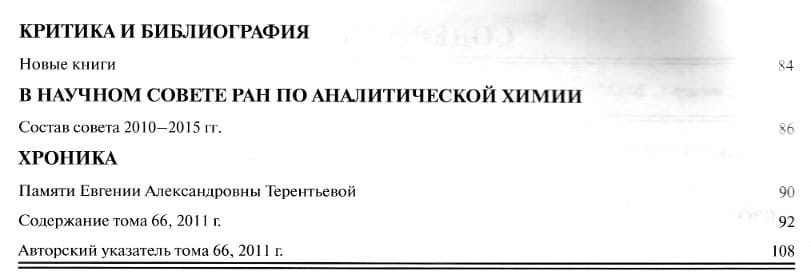 КРИТИКА И БИБЛИОГРАФИЯ
Новые книги 84
В НАУЧНОМ СОВЕТЕ РАН ПО АНАЛИТИЧЕСКОЙ ХИМИИ
Состав совета 2010–2015 гг. 86
ХРОНИКА
Памяти Евгении Александровны Терентьевой 90
Содержание тома 66, 2011 г. 92
Авторский указатель тома 66, 2011 г. 108